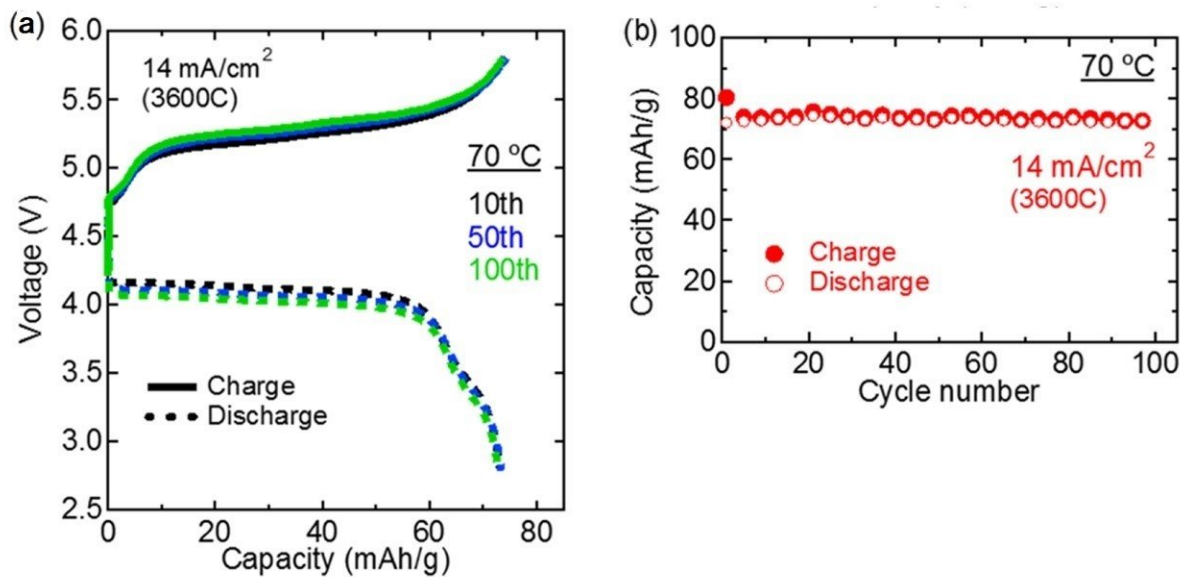 (a)
6.0
5.5
5.0
4.5
4.0
3.5
3.0
2.5
Voltage (V)
14 mA/cm²
(3600C)
70 °C
10th
50th
100th
Charge
Discharge
0 20 40 60 80
Capacity (mAh/g)
(b)
100
80
60
40
20
0
Capacity (mAh/g)
70 °C
14 mA/cm²
(3600C)
Charge
Discharge
0 20 40 60 80 100
Cycle number